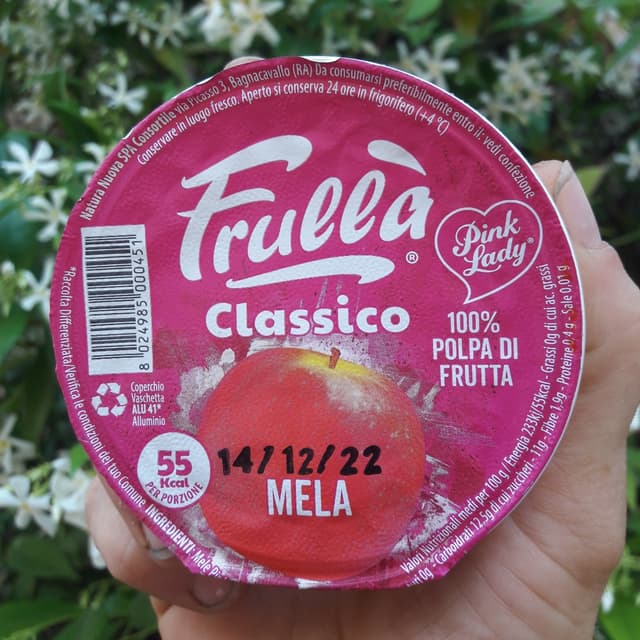 Natura Nuova SPA Consortile via Picasso 3, Bagnacavallo (RA) Da consumarsi preferibilmente entro il: vedi confezione
Conservare in luogo fresco. Aperto si conserva 24 ore in frigorifero (+4°C)
Frullà®
Classico
Pink
Lady®
100%
POLPA DI
FRUTTA
8 024985 000451
*Raccolta Differenziata/Verifica le condizioni del tuo Comune
Coperchio
Vaschetta
ALU 41*
Alluminio
55
Kcal
PER PORZIONE
14/12/22
MELA
INGREDIENTI: Mela
Valori Nutrizionali medi per 100 g / Energia 233kJ/55Kcal - Grassi 0g di cui ac. grassi
0g - Carboidrati 12,5g di cui zuccheri - 11g - Fibre 1,9g - Proteine 0,4 g - Sale 0,01 g